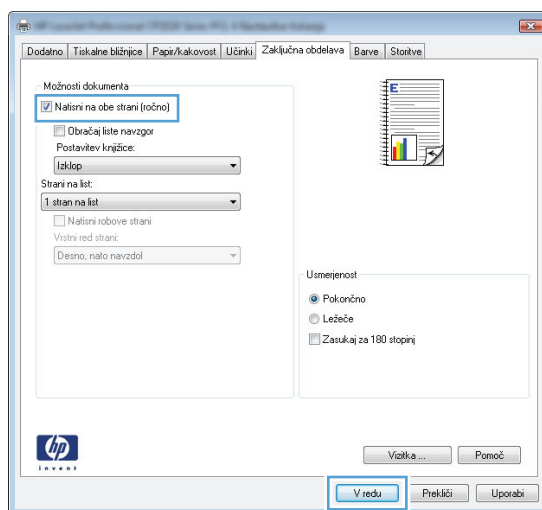 Dodatno Tiskalne bližnjice Papir/kakovost Učinki Zaključna obdelava Barve Storitve
Možnosti dokumenta
Natisni na obe strani (ročno)
Obračaj liste navzgor
Postavitev knjižice:
Izklop
Strani na list:
1 stran na list
Natisni robove strani
Vrstni red strani:
Desno, nato navzdol
E
Usmerjenost
Pokončno
Ležeče
Zasukaj za 180 stopinj
hp
invent
Vizitka ... Pomoč
V redu Prekliči Uporabi